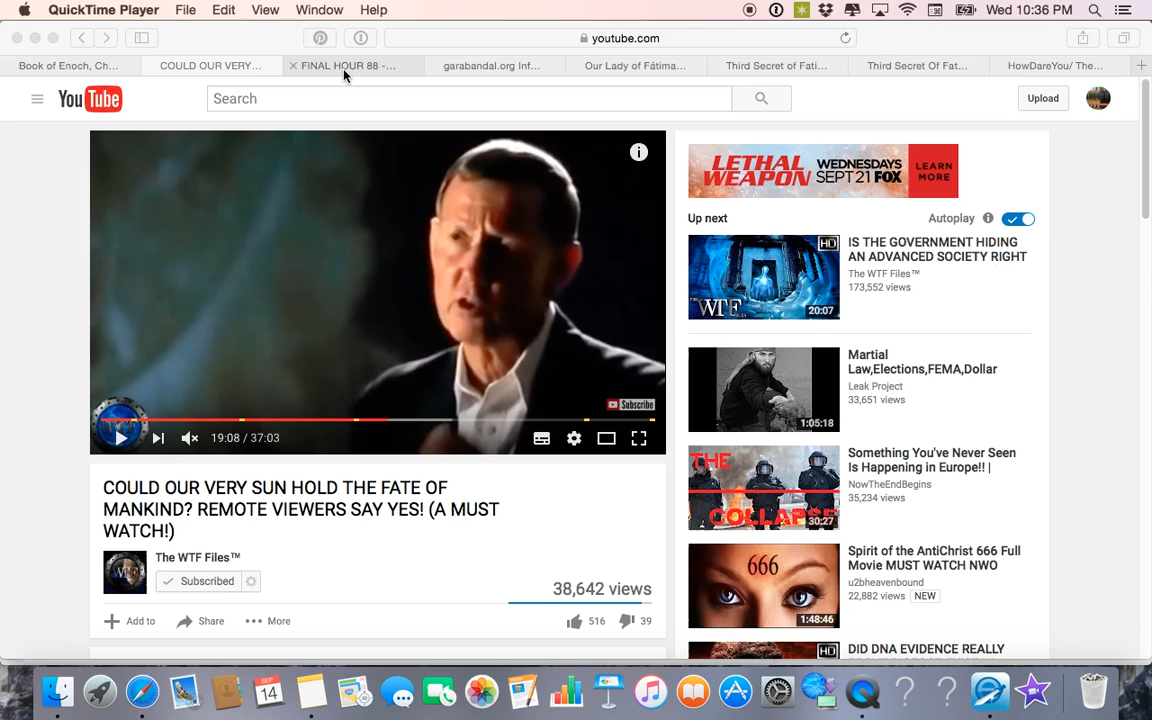 QuickTime Player File Edit View Window Help Wed 10:36 PM
youtube.com
Book of Enoch, Ch... COULD OUR VERY... FINAL HOUR 88 -... garabandal.org Inf... Our Lady of Fátima... Third Secret of Fati... Third Secret Of Fat... HowDareYou/ The...
YouTube Search Upload
LETHAL WEAPON WEDNESDAYS SEPT 21 FOX LEARN MORE
Up next Autoplay
IS THE GOVERNMENT HIDING
AN ADVANCED SOCIETY RIGHT
The WTF Files™
173,552 views
HD
WTF
20:07
Martial
Law,Elections,FEMA,Dollar
Leak Project
33,651 views
1:05:18
Subscribe
19:08 / 37:03
Something You've Never Seen
Is Happening in Europe!! |
NowTheEndBegins
35,234 views
THE
COLLAPSE
30:27
COULD OUR VERY SUN HOLD THE FATE OF
MANKIND? REMOTE VIEWERS SAY YES! (A MUST
WATCH!)
WTF
The WTF Files™
Subscribed
38,642 views
Add to Share More 516 39
Spirit of the AntiChrist 666 Full
Movie MUST WATCH NWO
u2bheavenbound
22,882 views NEW
666
1:48:46
HD
DID DNA EVIDENCE REALLY
SEP
14